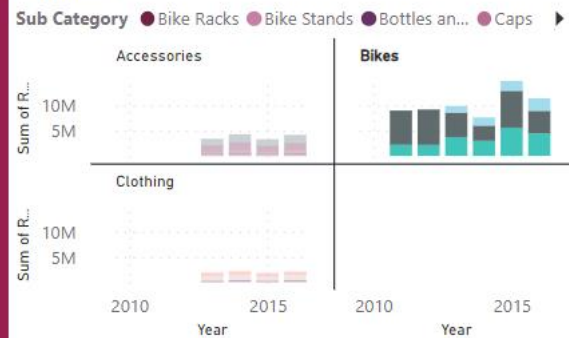 Sub Category Bike Racks Bike Stands Bottles an... Caps
Accessories
Bikes
Sum of R...
10M
5M
Clothing
Sum of R...
10M
5M
2010
2015
2010
2015
Year
Year